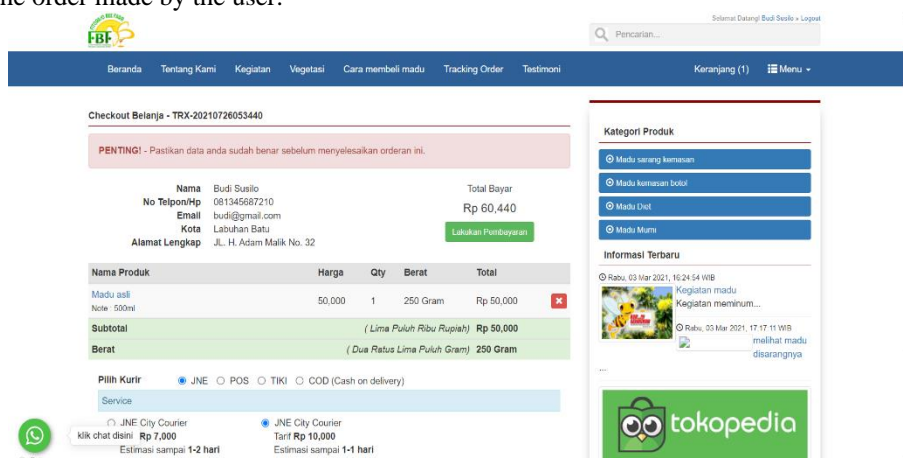 he order made by the user.
FBF
Selamat Datang! Budi Susilo » Logout
Pencarian...
Beranda Tentang Kami Kegiatan Vegetasi Cara membeli madu Tracking Order Testimoni Keranjang (1) Menu
Checkout Belanja - TRX-20210726053440
PENTING! - Pastikan data anda sudah benar sebelum menyelesaikan orderan ini.
Nama Budi Susilo
No Telpon/Hp 081345687210
Email budi@gmail.com
Kota Labuhan Batu
Alamat Lengkap JL. H. Adam Malik No. 32
Total Bayar
Rp 60,440
Lakukan Pembayaran
Nama Produk Harga Qty Berat Total
Madu asli 50,000 1 250 Gram Rp 50,000
Note : 500ml
Subtotal ( Lima Puluh Ribu Rupiah) Rp 50,000
Berat ( Dua Ratus Lima Puluh Gram) 250 Gram
Pilih Kurir JNE POS TIKI COD (Cash on delivery)
Service
JNE City Courier
Rp 7,000
Estimasi sampai 1-2 hari
JNE City Courier
Tarif Rp 10,000
Estimasi sampai 1-1 hari
klik chat disini
Kategori Produk
Madu sarang kemasan
Madu kemasan botol
Madu Diet
Madu Murni
Informasi Terbaru
Rabu, 03 Mar 2021, 16:24:54 WIB
Kegiatan madu
Kegiatan meminum...
Rabu, 03 Mar 2021, 17:17:11 WIB
melihat madu
disarangnya
...
tokopedia